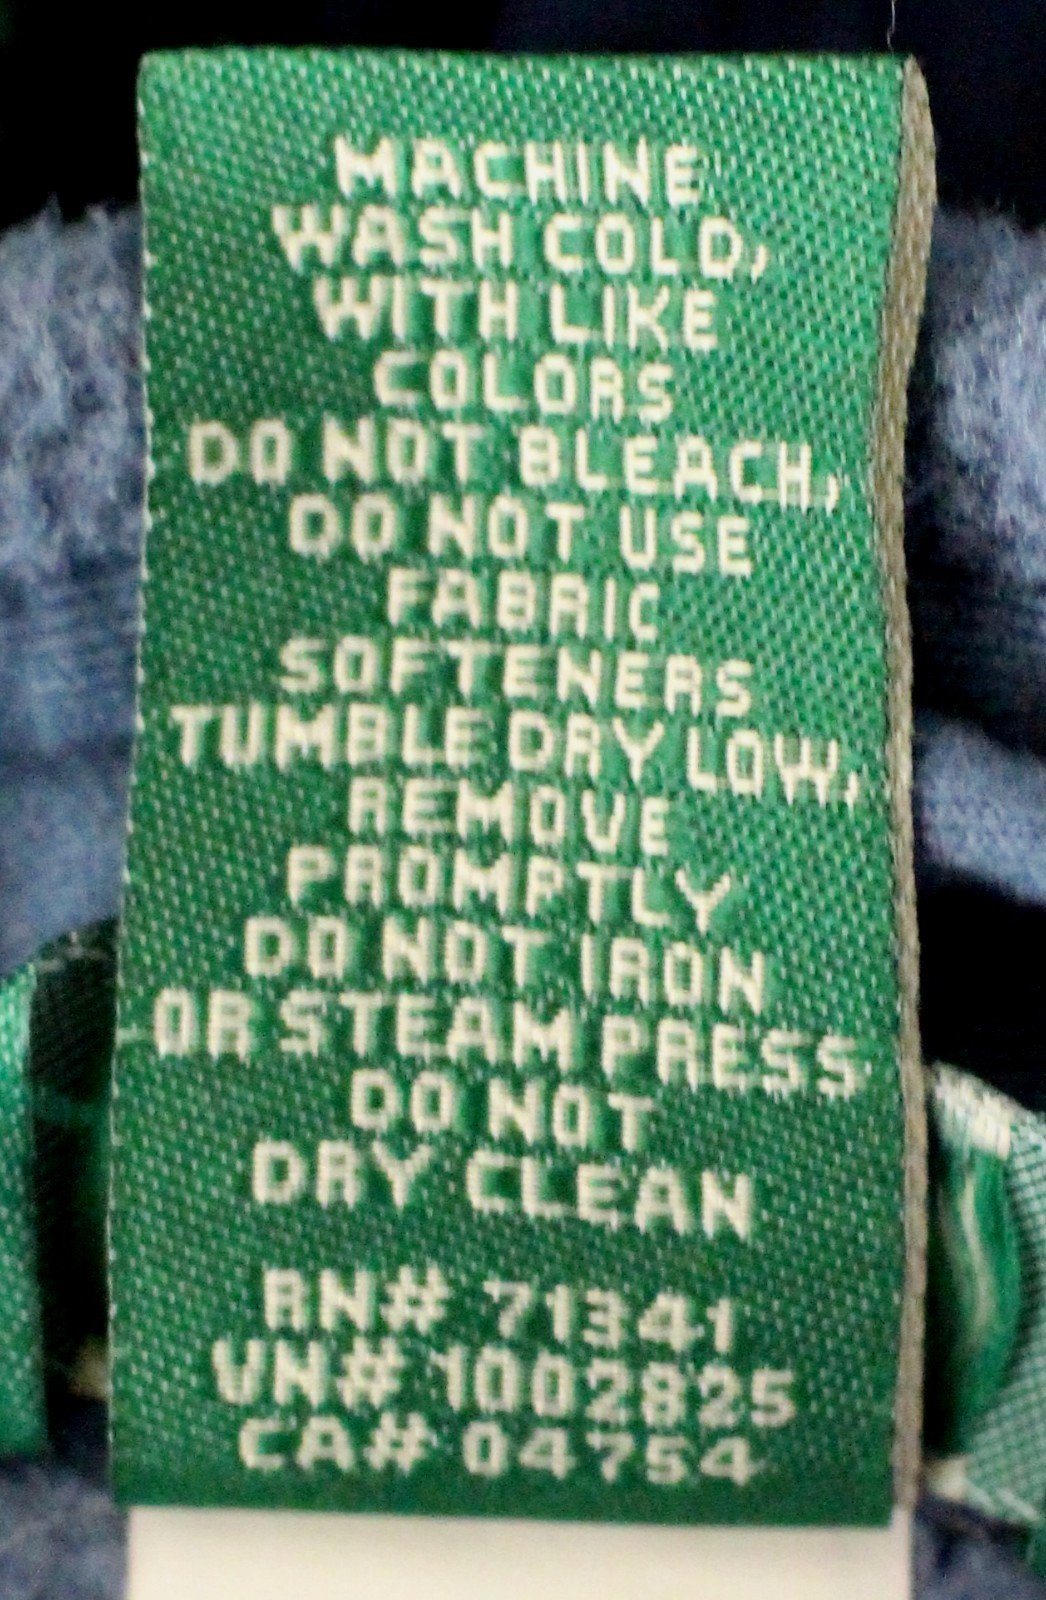 MACHINE
WASH COLD,
WITH LIKE
COLORS
DO NOT BLEACH,
DO NOT USE
FABRIC
SOFTENERS
TUMBLE DRY LOW,
REMOVE
PROMPTLY
DO NOT IRON
OR STEAM PRESS
DO NOT
DRY CLEAN
RN# 71341
VN# 1002825
CA# 04754